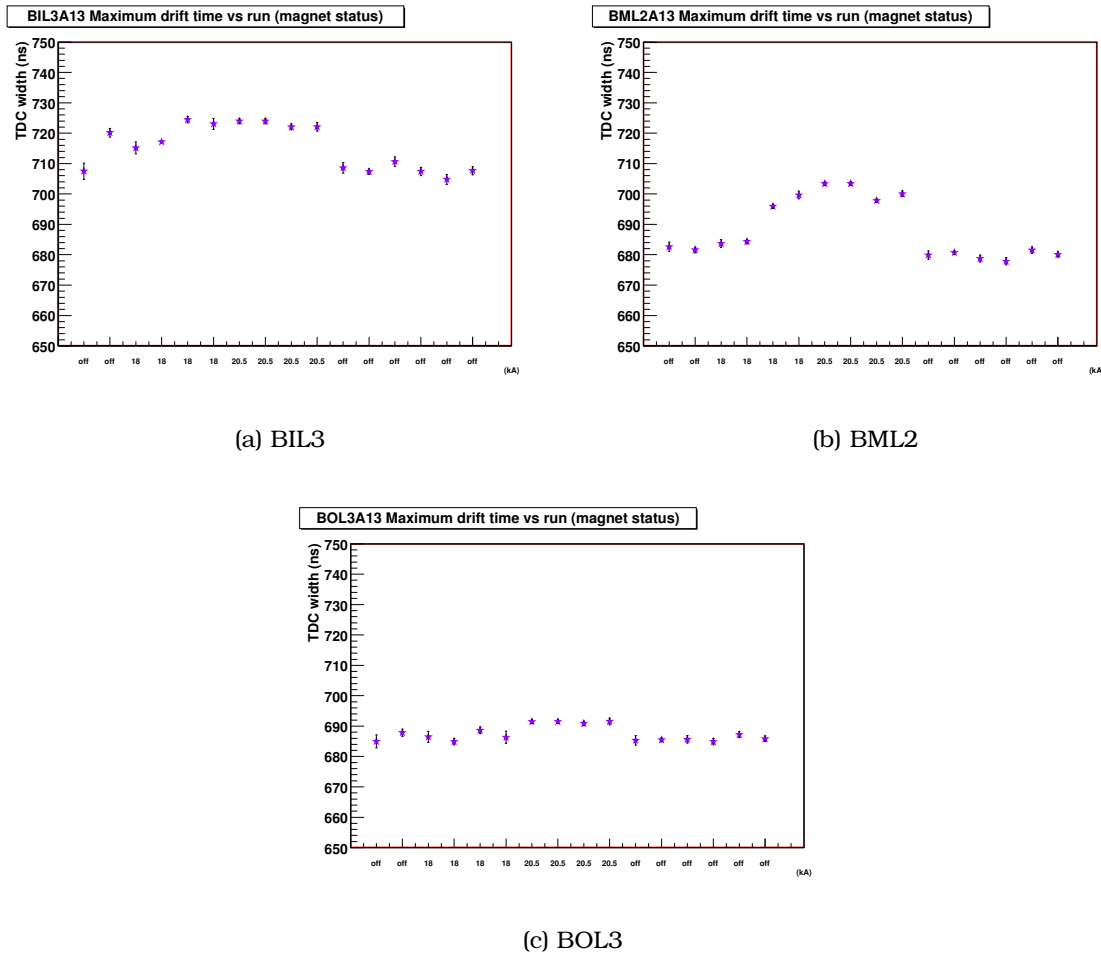 BIL3A13 Maximum drift time vs run (magnet status)
TDC width (ns)
750
740
730
720
710
700
690
680
670
660
650
off off 18 18 18 18 20.5 20.5 20.5 20.5 off off off off off off
(kA)
(a) BIL3
BML2A13 Maximum drift time vs run (magnet status)
TDC width (ns)
750
740
730
720
710
700
690
680
670
660
650
off off 18 18 18 18 20.5 20.5 20.5 20.5 off off off off off off
(kA
(b) BML2
BOL3A13 Maximum drift time vs run (magnet status)
TDC width (ns)
750
740
730
720
710
700
690
680
670
660
650
off off 18 18 18 18 20.5 20.5 20.5 20.5 off off off off off off
(kA)
(c) BOL3